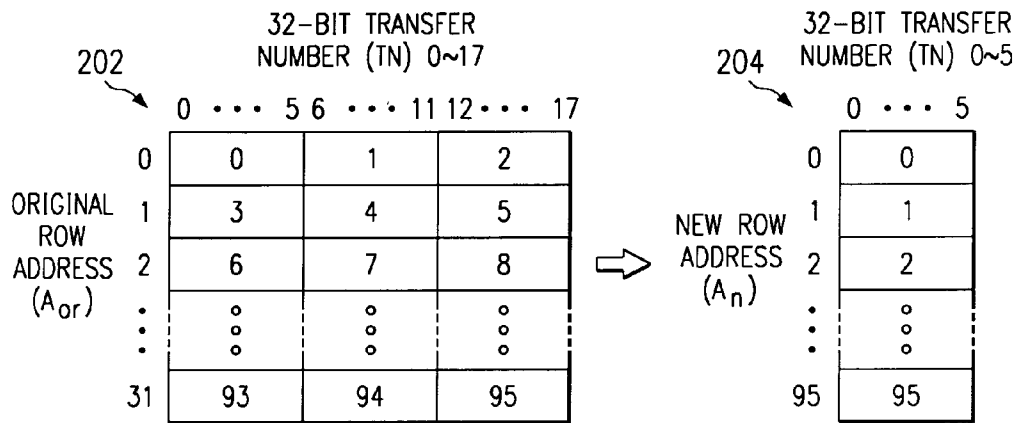 32-BIT TRANSFER
NUMBER (TN) 0~17
202
0 • • • 5 6 • • • 11 12 • • • 17
0 0 1 2
ORIGINAL
ROW
ADDRESS
(Aor)
1 3 4 5
2 6 7 8
31 93 94 95
32-BIT TRANSFER
NUMBER (TN) 0~5
204
0 • • • 5
0 0
NEW ROW
ADDRESS
(An)
1 1
2 2
95 95